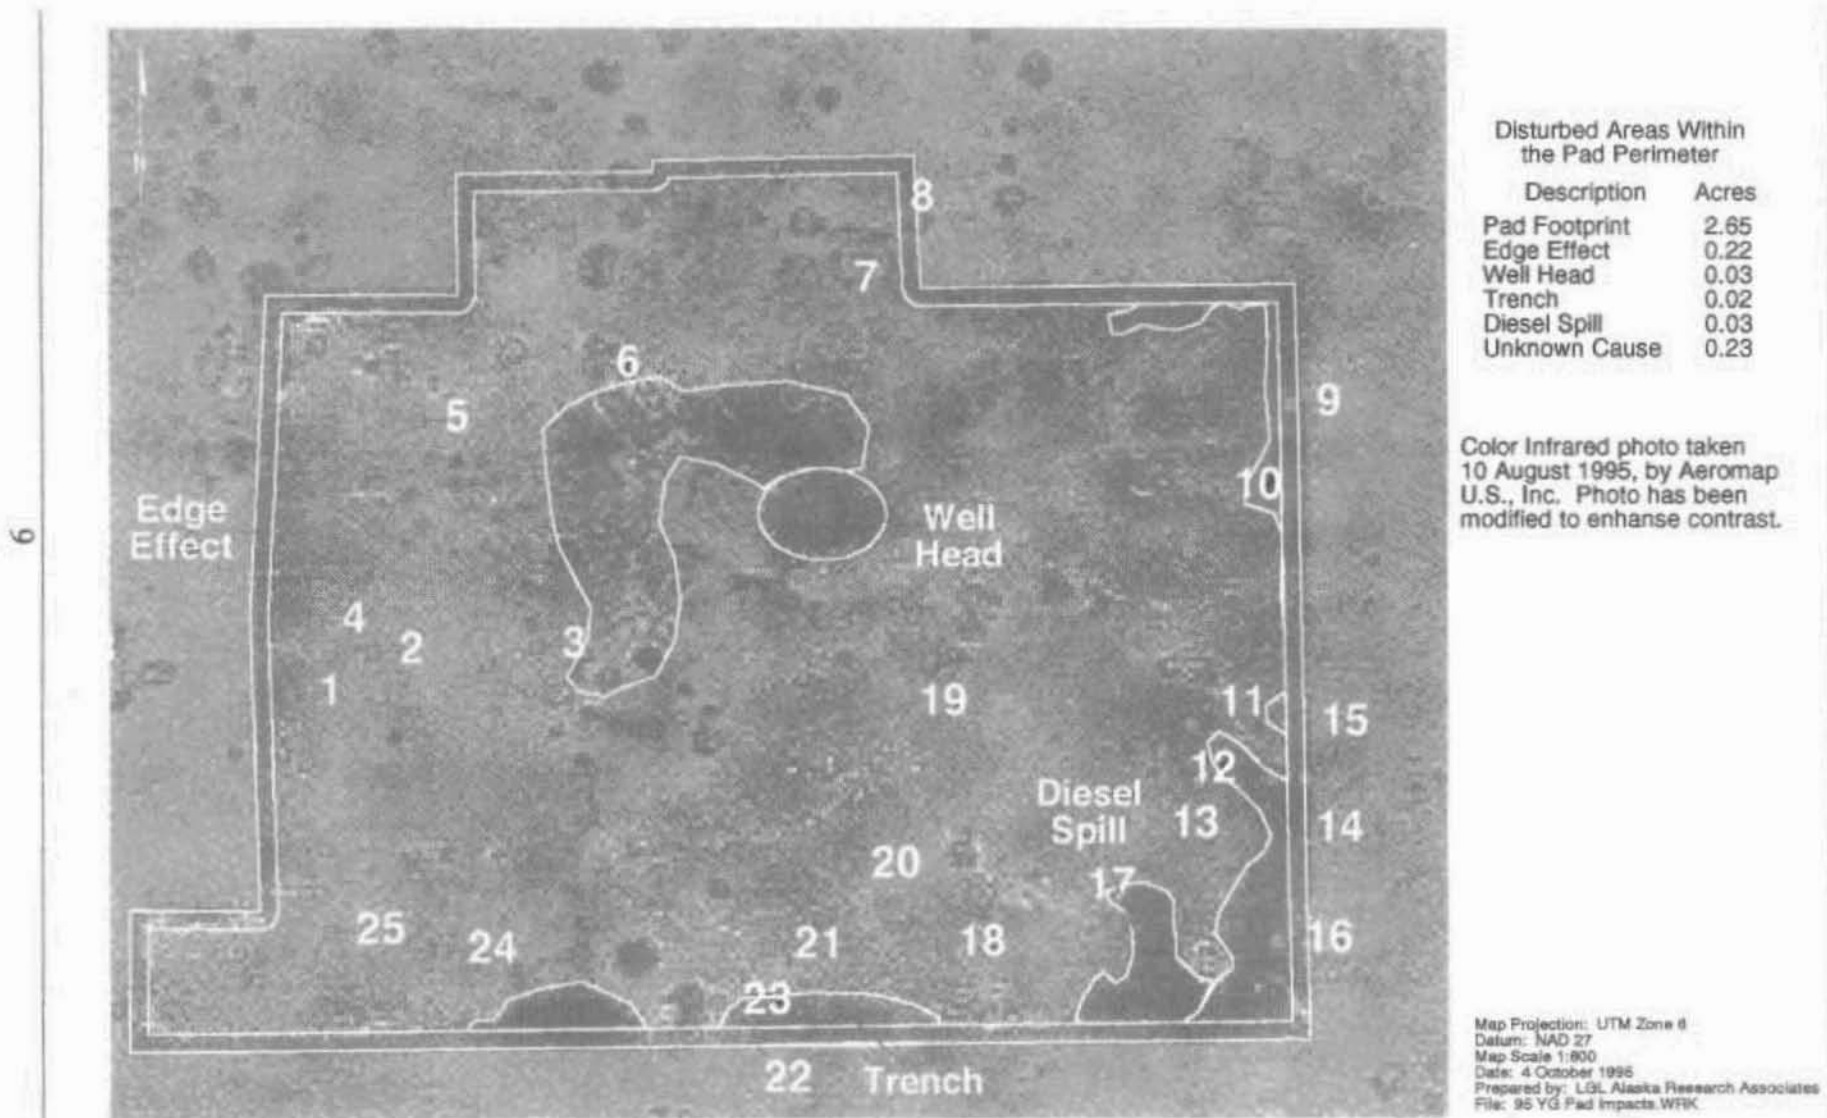 Disturbed Areas Within
the Pad Perimeter
Description Acres
Pad Footprint 2.65
Edge Effect 0.22
Well Head 0.03
Trench 0.02
Diesel Spill 0.03
Unknown Cause 0.23
Color Infrared photo taken
10 August 1995, by Aeromap
U.S., Inc. Photo has been
modified to enhanse contrast.
8
7
6
5
9
10
Edge
Effect
Well
Head
4
2
3
1
19
11
15
12
Diesel
Spill
13
14
20
17
25
24
21
18
16
23
22 Trench
Map Projection: UTM Zone 6
Datum: NAD 27
Map Scale 1:800
Date: 4 October 1995
Prepared by: LGL Alaska Research Associates
File: 95 YG Pad Impacts.WRK
6